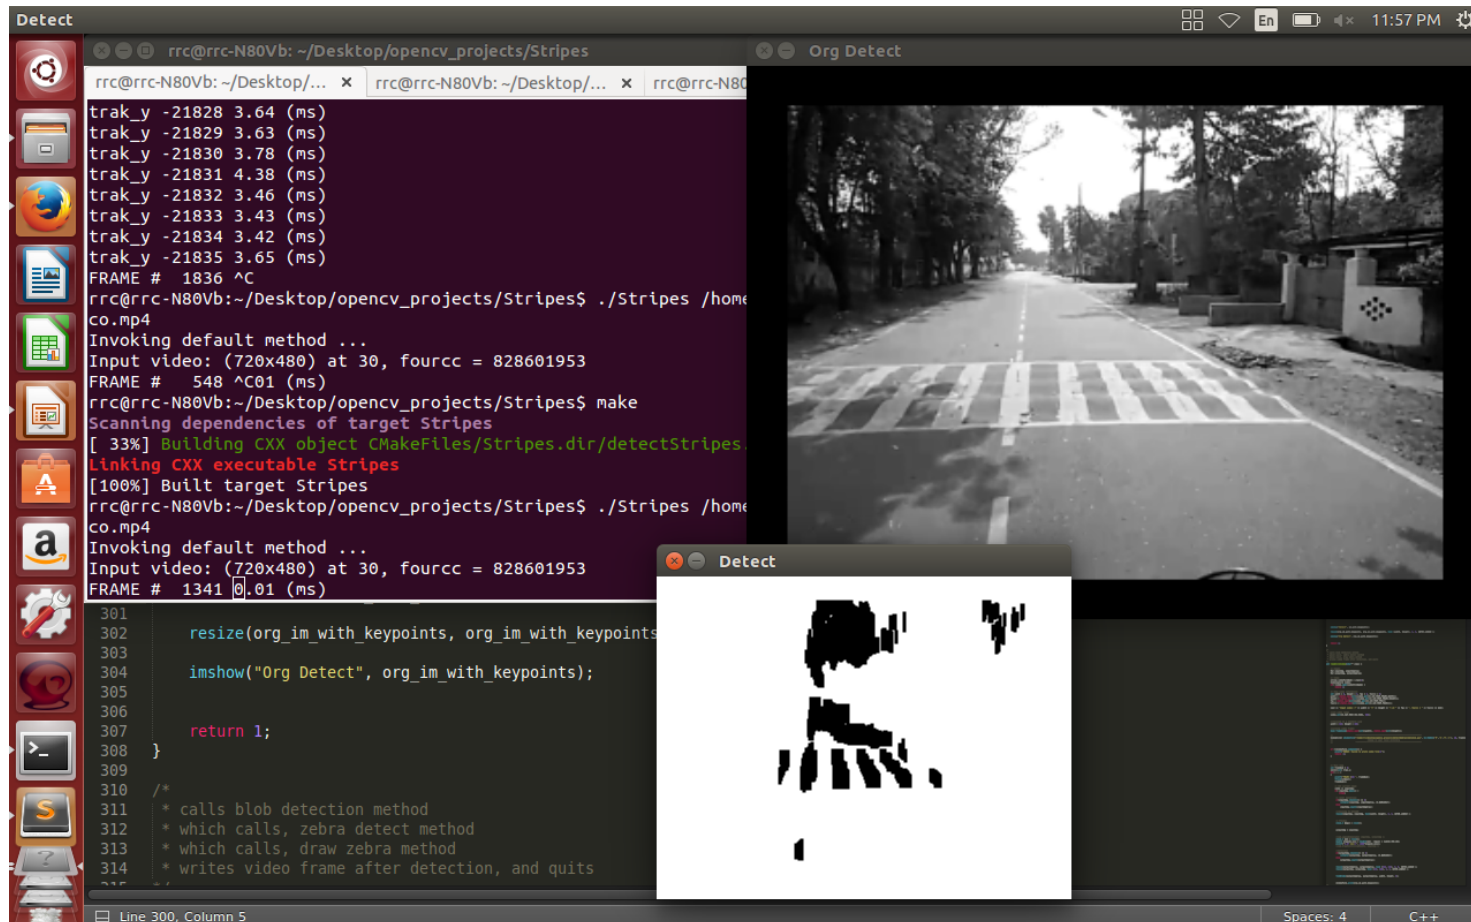 Detect
En
11:57 PM
rrc@rrc-N80Vb: ~/Desktop/opencv_projects/Stripes
Org Detect
rrc@rrc-N80Vb: ~/Desktop/... × rrc@rrc-N80Vb: ~/Desktop/... × rrc@rrc-N80
trak_y -21828 3.64 (ms)
trak_y -21829 3.63 (ms)
trak_y -21830 3.78 (ms)
trak_y -21831 4.38 (ms)
trak_y -21832 3.46 (ms)
trak_y -21833 3.43 (ms)
trak_y -21834 3.42 (ms)
trak_y -21835 3.65 (ms)
FRAME #  1836 ^C
rrc@rrc-N80Vb:~/Desktop/opencv_projects/Stripes$ ./Stripes /home
co.mp4
Invoking default method ...
Input video: (720x480) at 30, fourcc = 828601953
FRAME #   548 ^C01 (ms)
rrc@rrc-N80Vb:~/Desktop/opencv_projects/Stripes$ make
Scanning dependencies of target Stripes
[ 33%] Building CXX object CMakeFiles/Stripes.dir/detectStripes.
Linking CXX executable Stripes
[100%] Built target Stripes
rrc@rrc-N80Vb:~/Desktop/opencv_projects/Stripes$ ./Stripes /home
co.mp4
Invoking default method ...
Input video: (720x480) at 30, fourcc = 828601953
FRAME #  1341 0.01 (ms)
Detect
301
302 resize(org_im_with_keypoints, org_im_with_keypoints
303
304 imshow("Org Detect", org_im_with_keypoints);
305
306
307 return 1;
308 }
309
310 /*
311 * calls blob detection method
312 * which calls, zebra detect method
313 * which calls, draw zebra method
314 * writes video frame after detection, and quits
Line 300, Column 5
Spaces: 4
C++